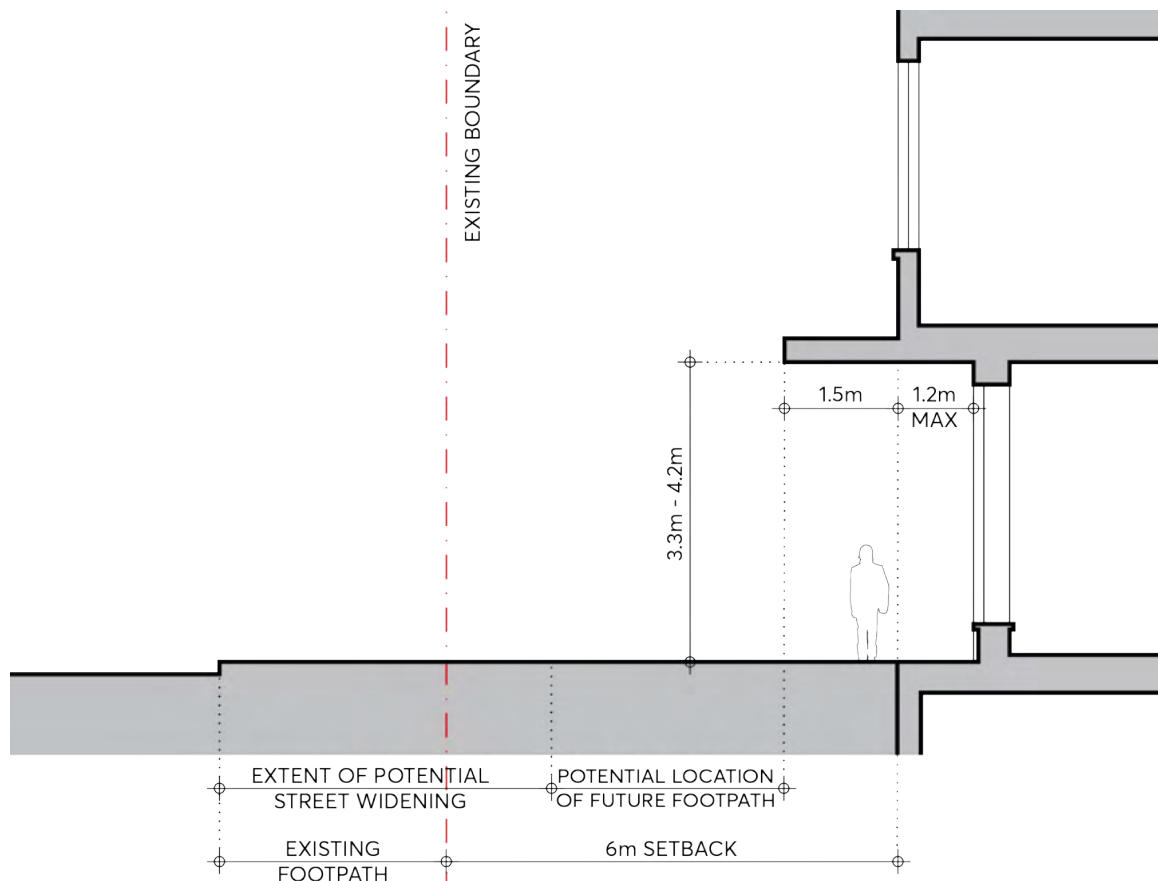 EXISTING BOUNDARY
1.5m
1.2m
MAX
3.3m - 4.2m
EXTENT OF POTENTIAL
STREET WIDENING
POTENTIAL LOCATION
OF FUTURE FOOTPATH
EXISTING
FOOTPATH
6m SETBACK